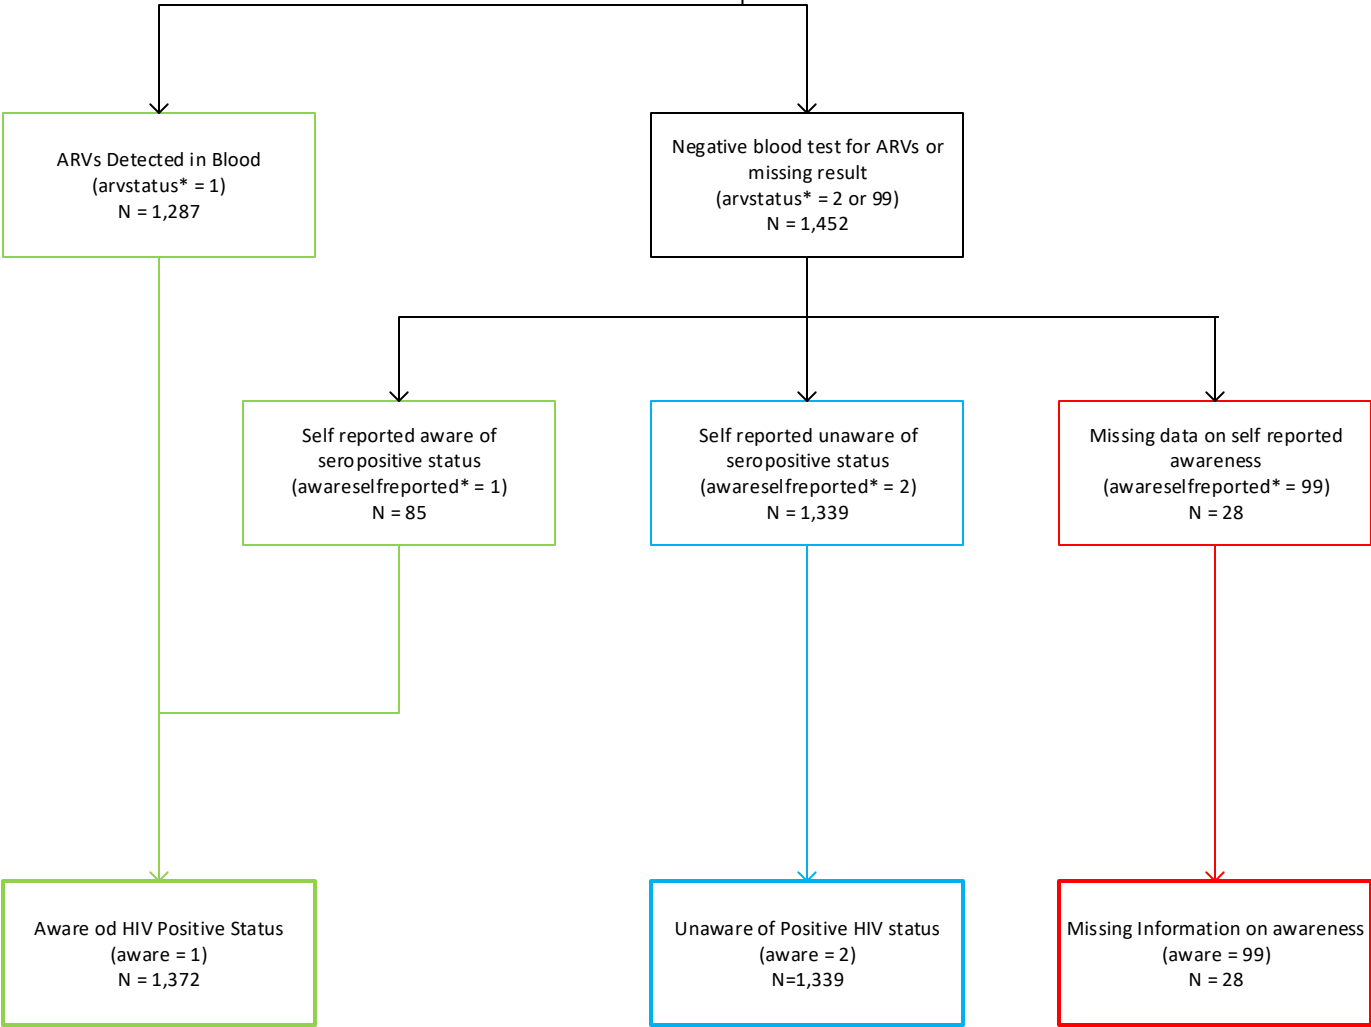 ARVs Detected in Blood
(arvstatus* = 1)
N = 1,287
Negative blood test for ARVs or
missing result
(arvstatus* = 2 or 99)
N = 1,452
Self reported aware of
seropositive status
(awareselfreported* = 1)
N = 85
Self reported unaware of
seropositive status
(awareselfreported* = 2)
N = 1,339
Missing data on self reported
awareness
(awareselfreported* = 99)
N = 28
Aware od HIV Positive Status
(aware = 1)
N = 1,372
Unaware of Positive HIV status
(aware = 2)
N=1,339
Missing Information on awareness
(aware = 99)
N = 28